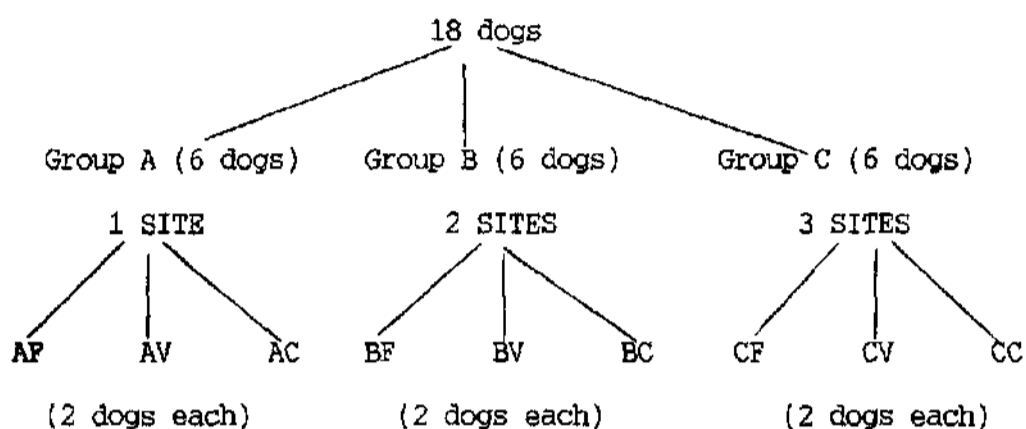 18 dogs
Group A (6 dogs) Group B (6 dogs) Group C (6 dogs)
1 SITE 2 SITES 3 SITES
AF AV AC BF BV BC CF CV CC
(2 dogs each) (2 dogs each) (2 dogs each)